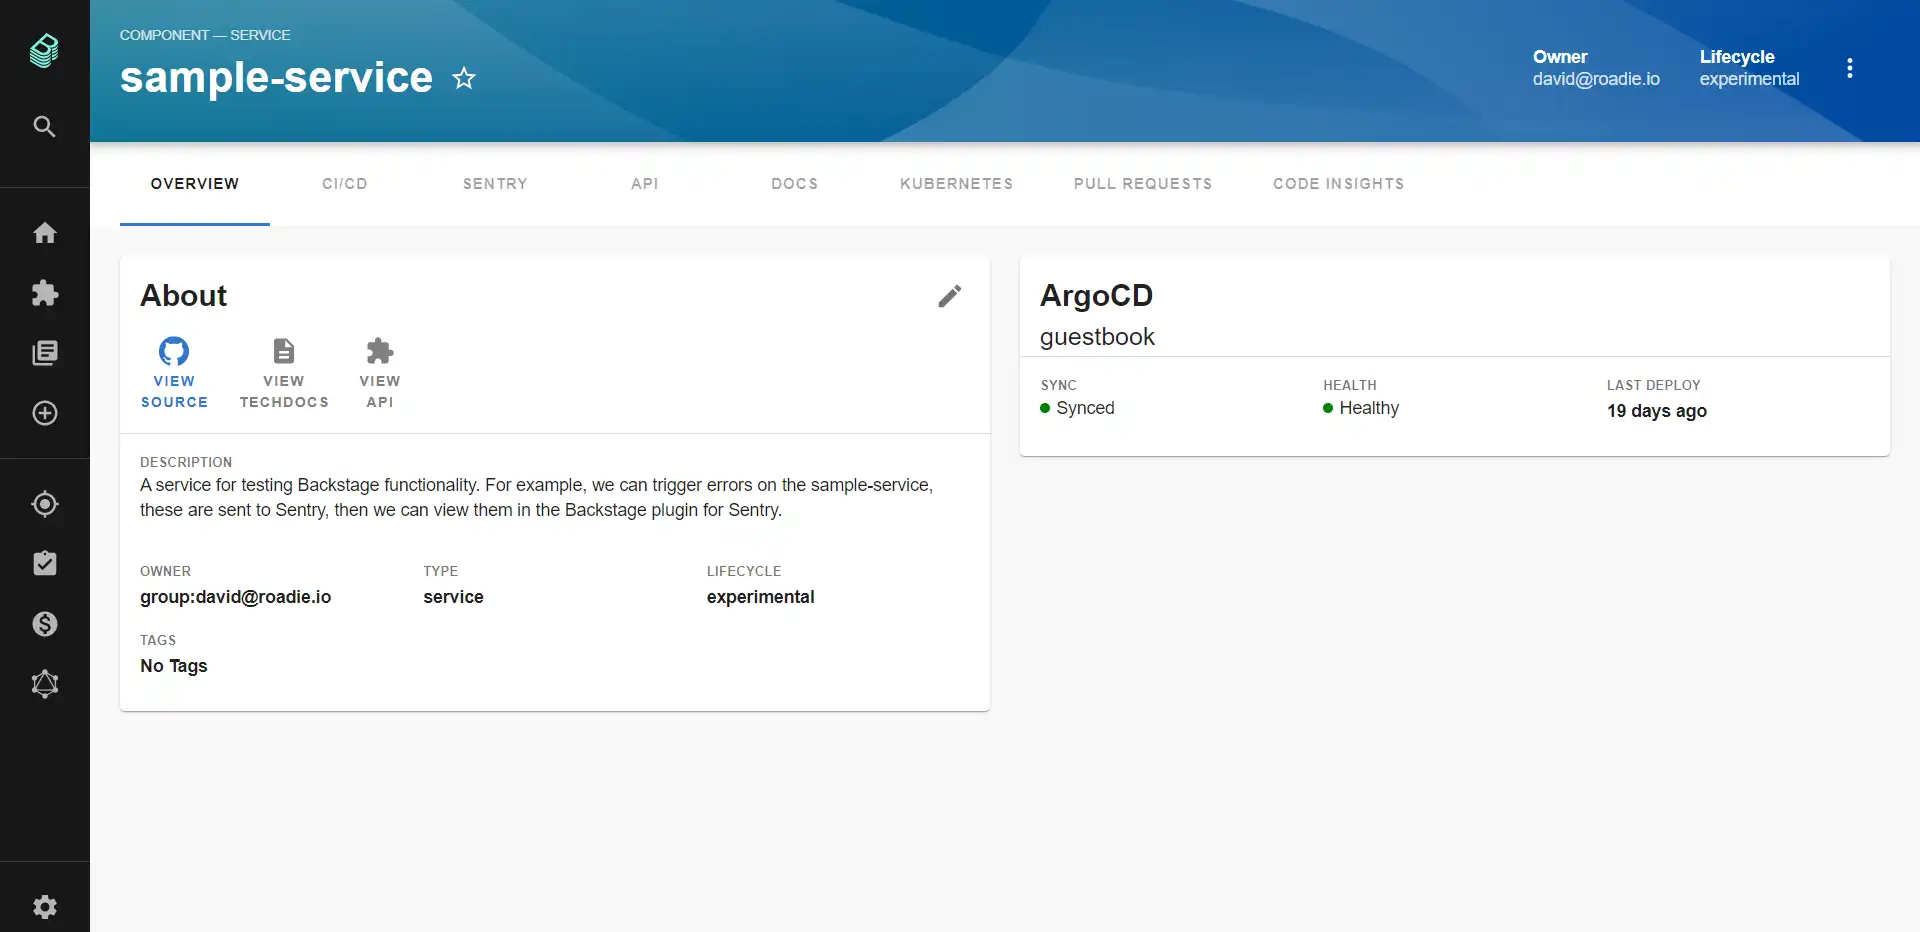 COMPONENT — SERVICE
sample-service
Owner
david@roadie.io
Lifecycle
experimental
OVERVIEW
CI/CD
SENTRY
API
DOCS
KUBERNETES
PULL REQUESTS
CODE INSIGHTS
About
VIEW
SOURCE
VIEW
TECHDOCS
VIEW
API
DESCRIPTION
A service for testing Backstage functionality. For example, we can trigger errors on the sample-service,
these are sent to Sentry, then we can view them in the Backstage plugin for Sentry.
OWNER
group:david@roadie.io
TYPE
service
LIFECYCLE
experimental
TAGS
No Tags
ArgoCD
guestbook
SYNC
Synced
HEALTH
Healthy
LAST DEPLOY
19 days ago